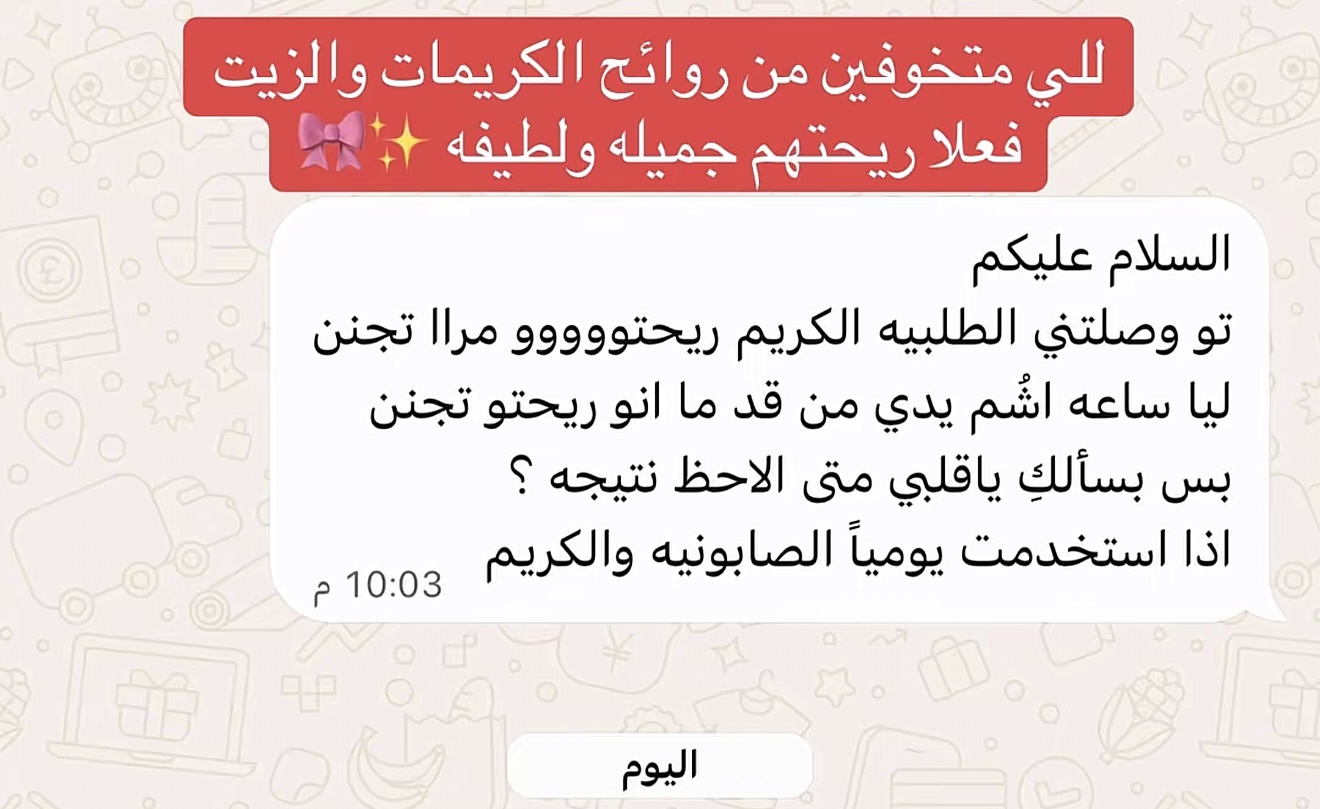 للي متخوفين من روائح الكريمات والزيت
فعلا ريحتهم جميله ولطيفه ✨🎀
السلام عليكم
تو وصلتني الطلبيه الكريم ريحتووووو مراا تجنن
ليا ساعه اشُم يدي من قد ما انو ريحتو تجنن
بس بسألكِ ياقلبي متى الاحظ نتيجه ؟
اذا استخدمت يومياً الصابونيه والكريم
10:03 م
اليوم